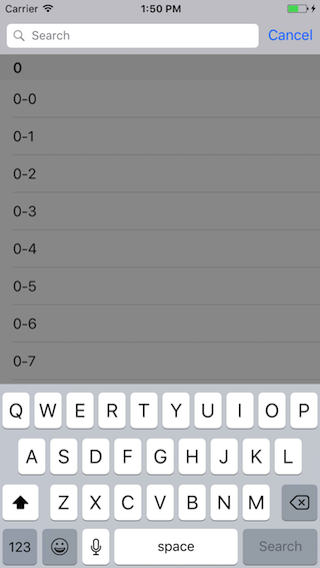 Carrier 1:50 PM
Search Cancel
0
0-0
0-1
0-2
0-3
0-4
0-5
0-6
0-7
Q W E R T Y U I O P
A S D F G H J K L
Z X C V B N M
123 space Search